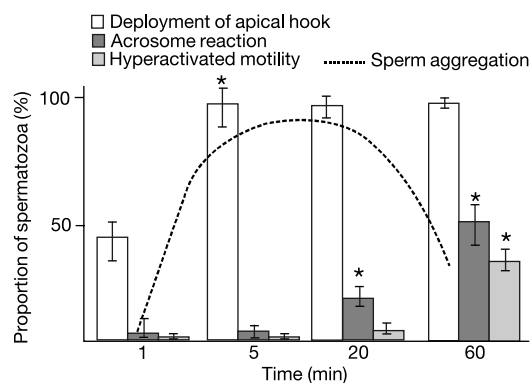 Deployment of apical hook
Acrosome reaction
Hyperactivated motility
Sperm aggregation
Proportion of spermatozoa (%)
100
50
*
*
*
*
1 5 20 60
Time (min)